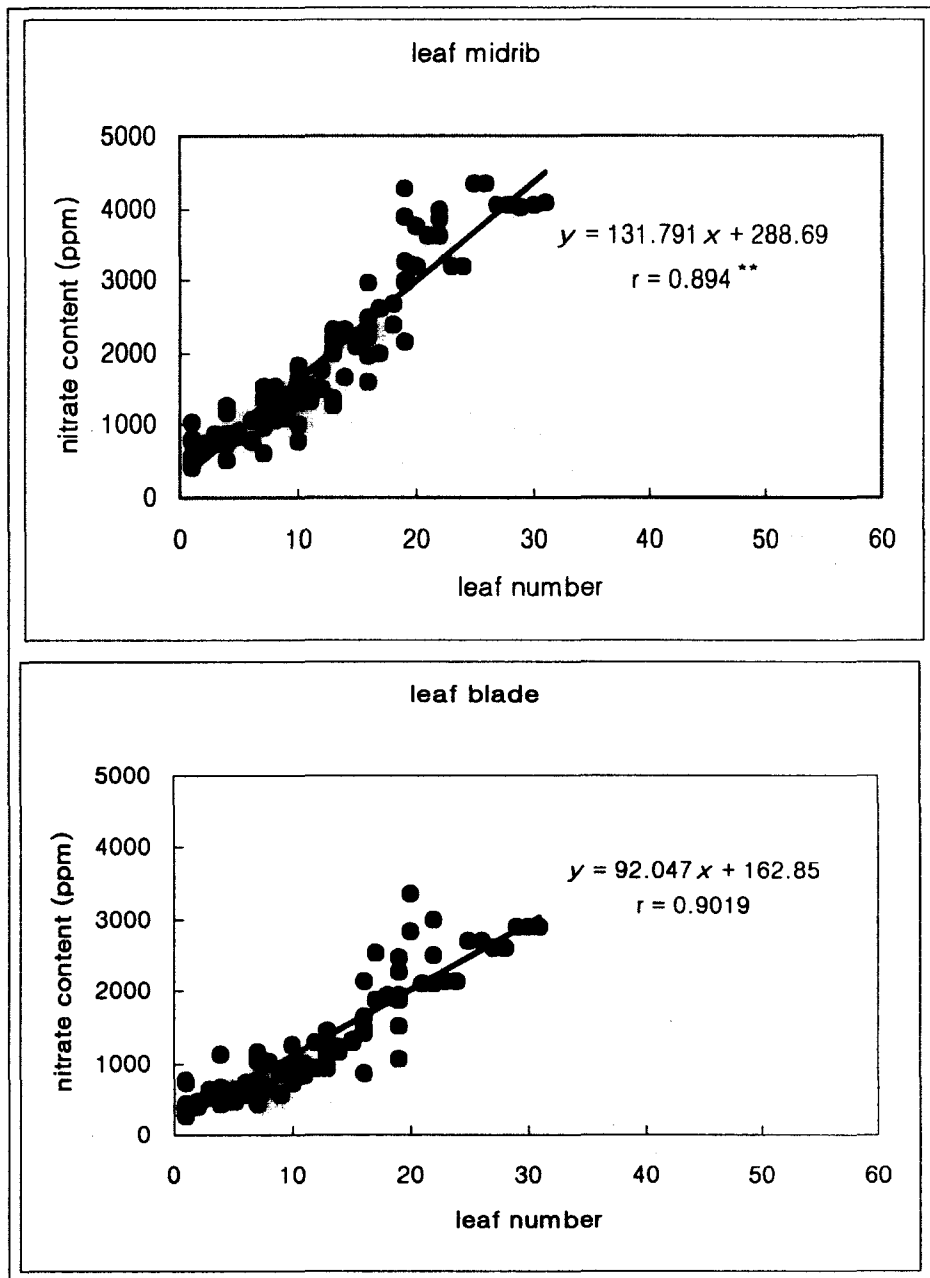 leaf midrib
5000
4000
3000
2000
1000
0
nitrate content (ppm)
y = 131.791 x + 288.69
r = 0.894 **
0 10 20 30 40 50 60
leaf number
leaf blade
5000
4000
3000
2000
1000
0
nitrate content (ppm)
y = 92.047 x + 162.85
r = 0.9019
0 10 20 30 40 50 60
leaf number